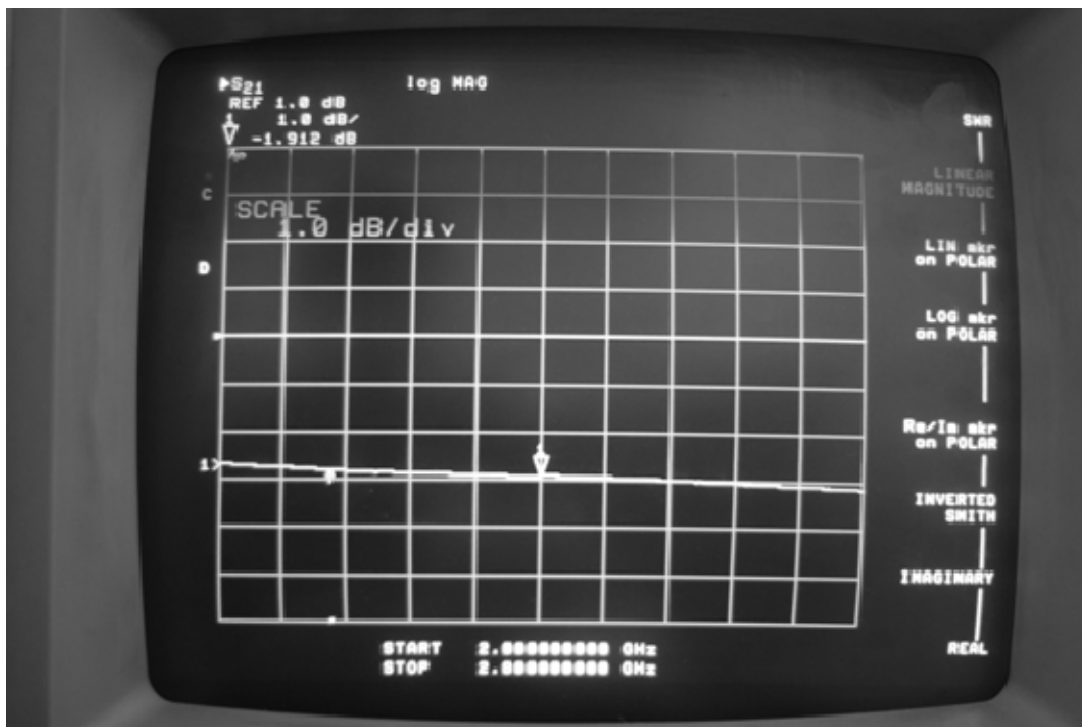 S21 log MAG
REF 1.0 dB
1 1.0 dB/
-1.912 dB
C
SCALE
1.0 dB/div
D
1>
START 2.000000000 GHz
STOP 2.000000000 GHz
SWR
LINEAR
MAGNITUDE
LIN mkr
on POLAR
LOG mkr
on POLAR
Re/Im mkr
on POLAR
INVERTED
SMITH
IMAGINARY
REAL